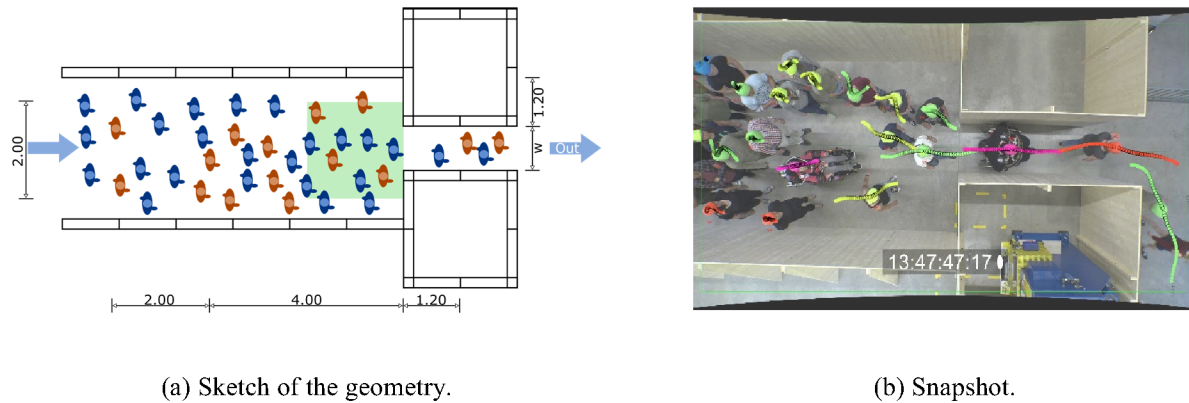 2.00
1.20
w
Out
2.00
4.00
1.20
13:47:47:17
(a) Sketch of the geometry.
(b) Snapshot.